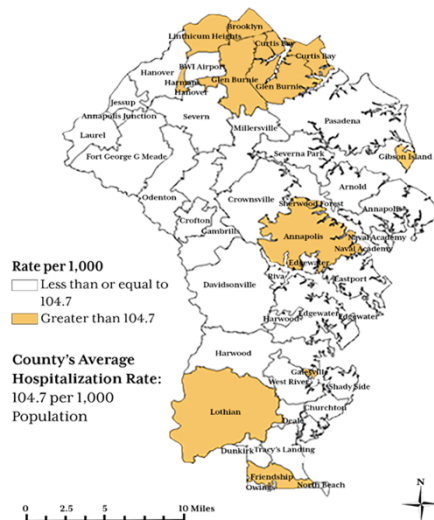 Brooklyn
Linthicum Heights
Curtis Bay
Curtis Bay
BWI Airport
Hanover
Glen Burnie
Harmans
Glen Burnie
Hanover
Jessup
Annapolis Junction
Severn
Pasadena
Millersville
Laurel
Fort George G Meade
Severna Park
Gibson Island
Arnold
Odenton
Crownsville
Sherwood Forest
Annapolis
Crofton
Gambrills
Annapolis
Naval Academy
Naval Academy
Edgewater
Riva
Eastport
Davidsonville
Edgewater
Edgewater
Harwood
Harwood
Galesville
West River
Shady Side
Lothian
Churchton
Deale
Dunkirk
Tracy's Landing
Friendship
Owings
North Beach
Rate per 1,000
Less than or equal to
104.7
Greater than 104.7
County's Average
Hospitalization Rate:
104.7 per 1,000
Population
0 2.5 5 10 Miles
N